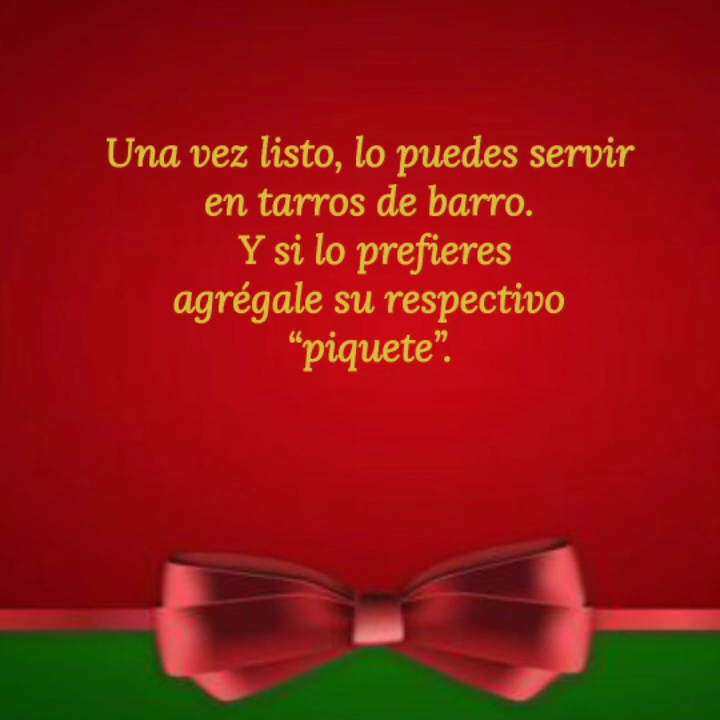 Una vez listo, lo puedes servir
en tarros de barro.
Y si lo prefieres
agrégale su respectivo
“piquete”.